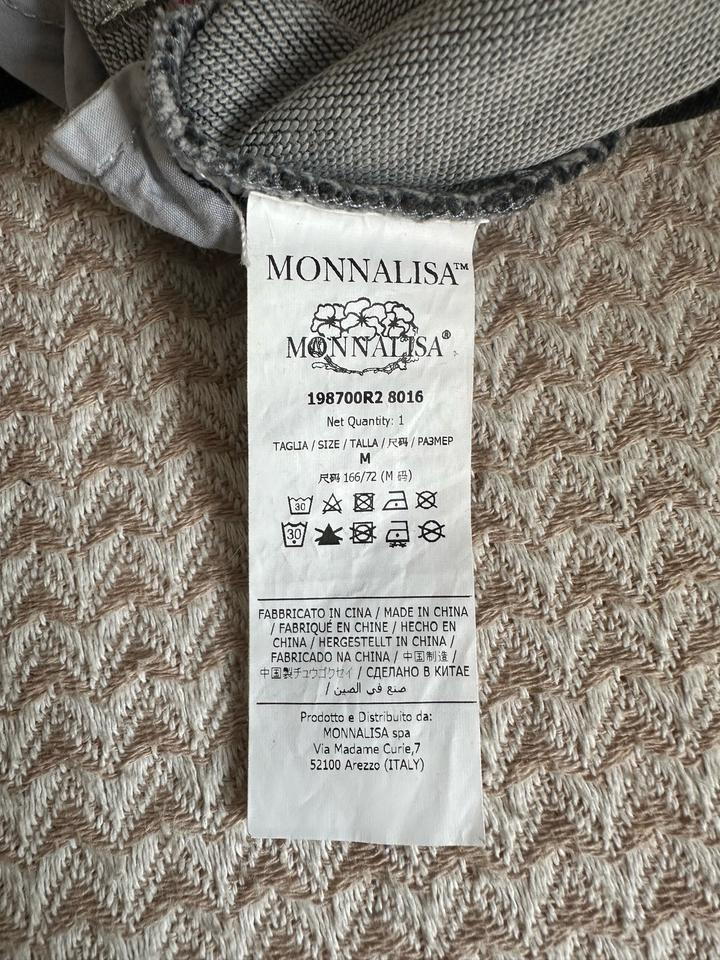 MONNALISA™
MONNALISA®
198700R2 8016
Net Quantity: 1
TAGLIA / SIZE / TALLA / 尺码 / РАЗМЕР
M
尺码 166/72 (M 码)
30
30
FABBRICATO IN CINA / MADE IN CHINA
/ FABRIQUÉ EN CHINE / HECHO EN
CHINA / HERGESTELLT IN CHINA /
FABRICADO NA CHINA / 中国制造 /
中国製チュウゴクセイ / СДЕЛАНО В КИТАЕ
/ صنع في الصين
Prodotto e Distribuito da:
MONNALISA spa
Via Madame Curie,7
52100 Arezzo (ITALY)